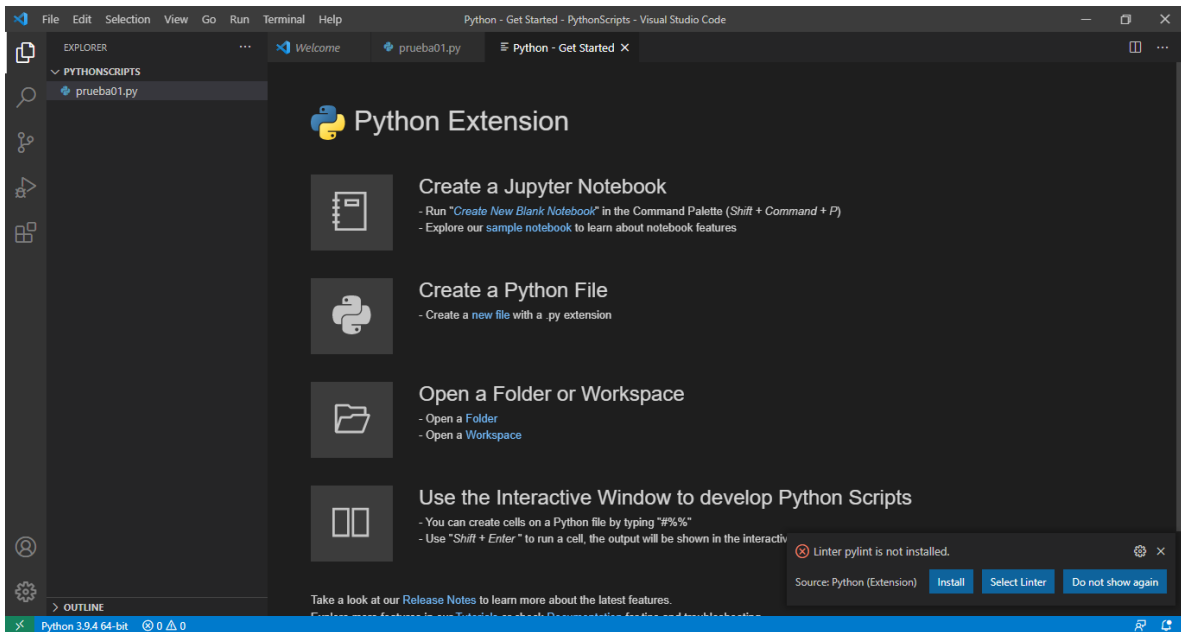 File Edit Selection View Go Run Terminal Help Python - Get Started - PythonScripts - Visual Studio Code
EXPLORER ··· Welcome prueba01.py Python - Get Started
PYTHONSCRIPTS
prueba01.py
Python Extension
Create a Jupyter Notebook
- Run "Create New Blank Notebook" in the Command Palette (Shift + Command + P)
- Explore our sample notebook to learn about notebook features
Create a Python File
- Create a new file with a .py extension
Open a Folder or Workspace
- Open a Folder
- Open a Workspace
Use the Interactive Window to develop Python Scripts
- You can create cells on a Python file by typing "#%%"
- Use "Shift + Enter " to run a cell, the output will be shown in the interactiv
Linter pylint is not installed.
Source: Python (Extension) Install Select Linter Do not show again
Take a look at our Release Notes to learn more about the latest features.
OUTLINE
Python 3.9.4 64-bit 0 0